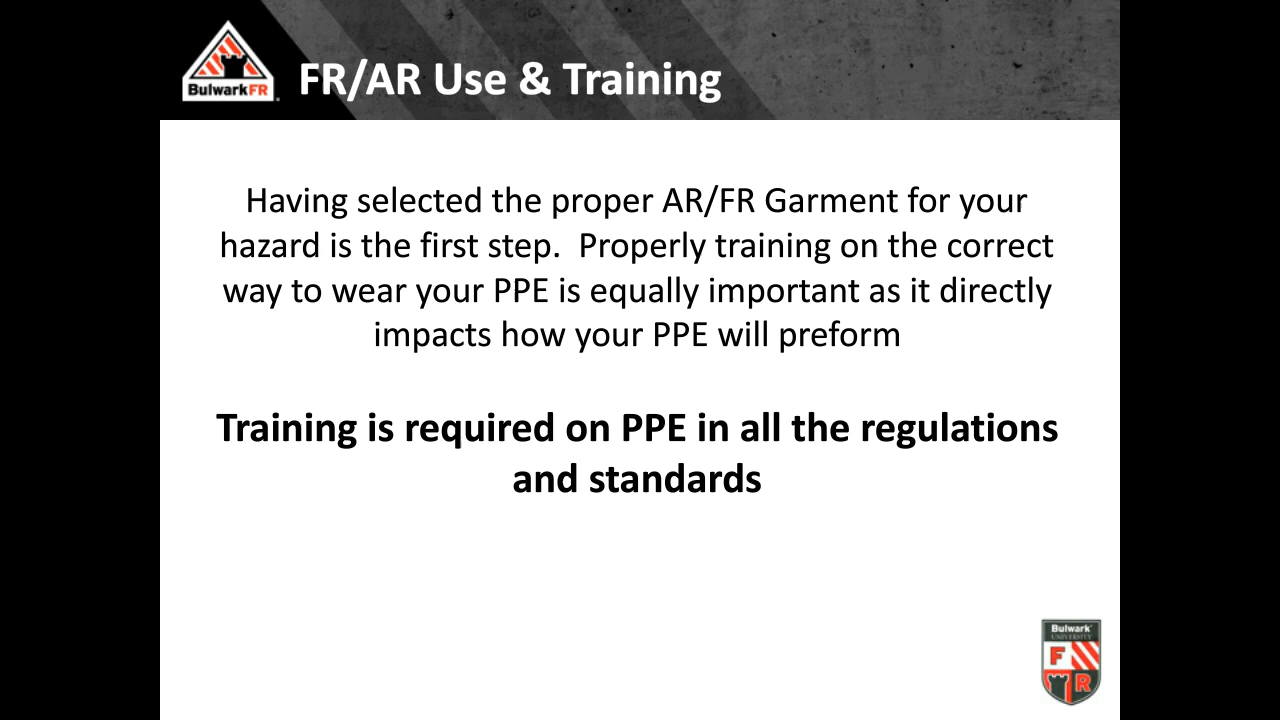 BulwarkFR
FR/AR Use & Training
Having selected the proper AR/FR Garment for your
hazard is the first step.  Properly training on the correct
way to wear your PPE is equally important as it directly
impacts how your PPE will preform
Training is required on PPE in all the regulations
and standards
Bulwark
UNIVERSITY
F
R